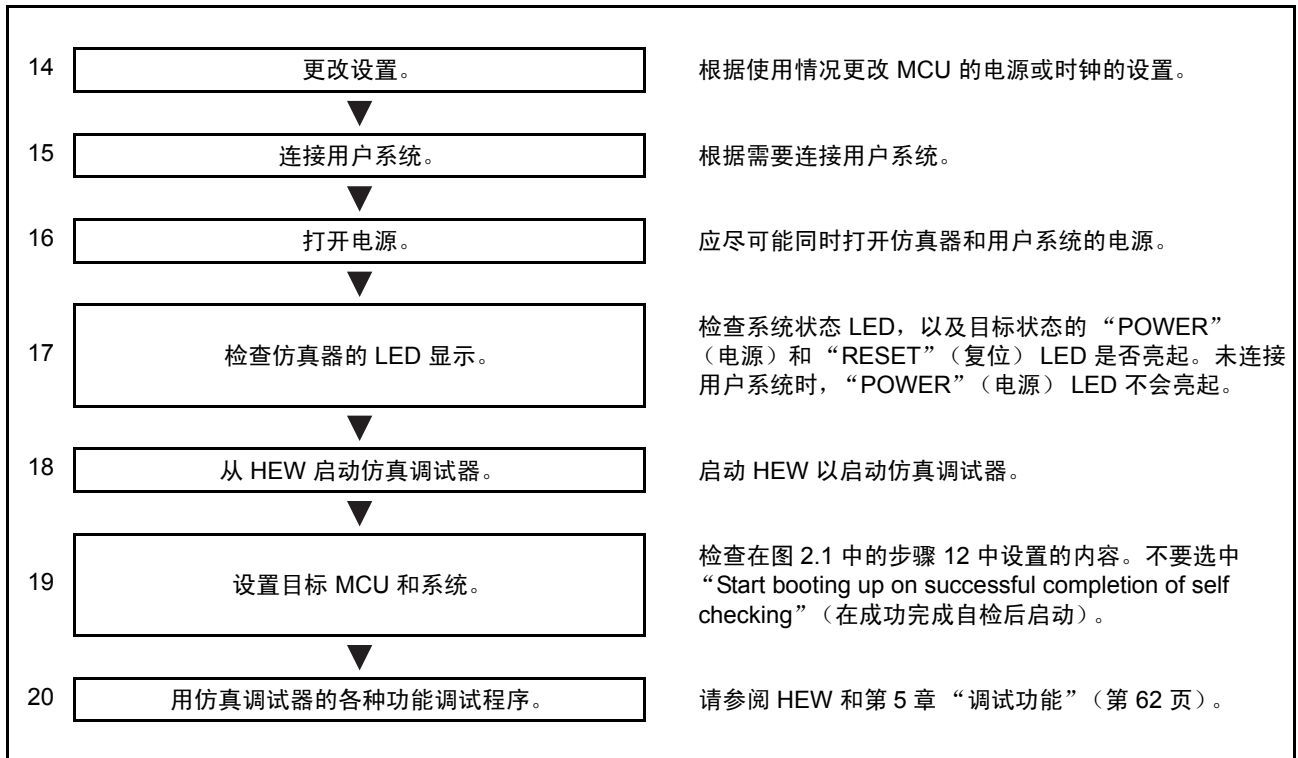 14 更改设置。 根据使用情况更改 MCU 的电源或时钟的设置。
15 连接用户系统。 根据需要连接用户系统。
16 打开电源。 应尽可能同时打开仿真器和用户系统的电源。
17 检查仿真器的 LED 显示。
检查系统状态 LED，以及目标状态的 “POWER”
（电源）和 “RESET”（复位） LED 是否亮起。未连接
用户系统时，“POWER”（电源） LED 不会亮起。
18 从 HEW 启动仿真调试器。 启动 HEW 以启动仿真调试器。
19 设置目标 MCU 和系统。
检查在图 2.1 中的步骤 12 中设置的内容。不要选中
“Start booting up on successful completion of self
checking”（在成功完成自检后启动）。
20 用仿真调试器的各种功能调试程序。 请参阅 HEW 和第 5 章 “调试功能”（第 62 页）。